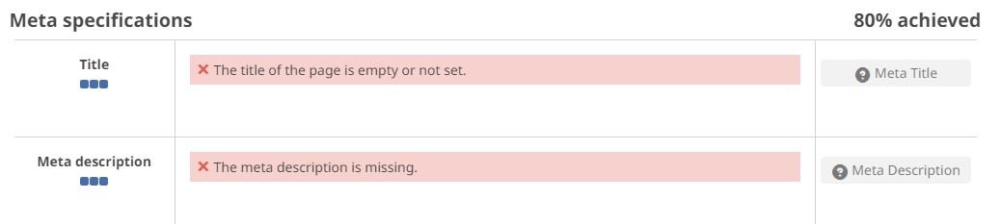 Meta specifications
80% achieved
Title
The title of the page is empty or not set.
Meta Title
Meta description
The meta description is missing.
Meta Description